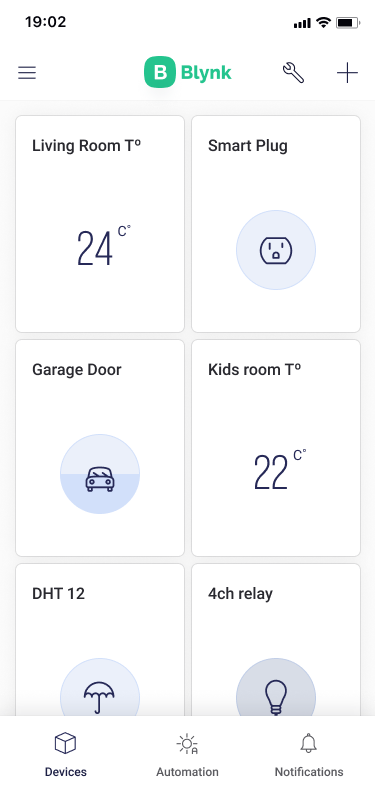 19:02
B Blynk
Living Room Tº
24 C°
Smart Plug
Garage Door
Kids room Tº
22 C°
DHT 12
4ch relay
Devices
Automation
Notifications